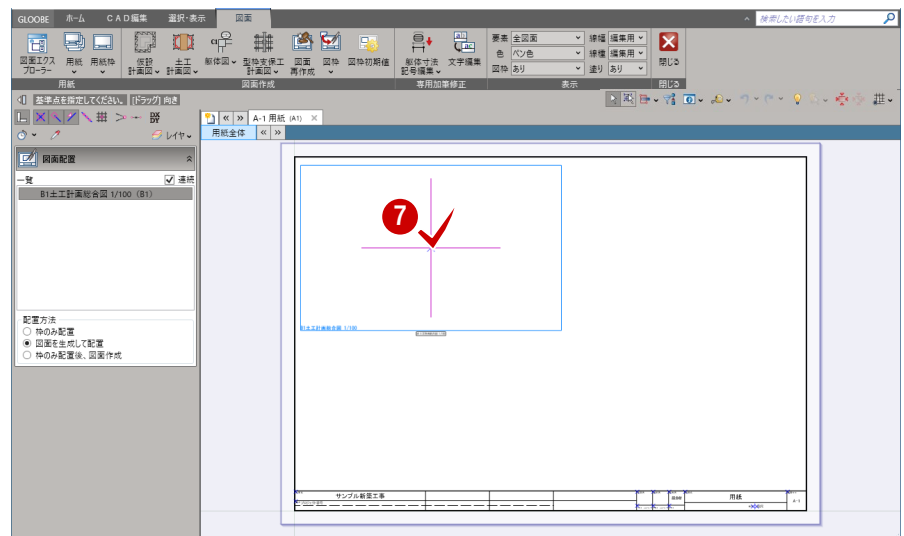 GLOOBE ホーム CAD編集 選択・表示 図面 検索したい語句を入力
図面エクスプローラー 用紙 用紙枠 仮設計画図 土工計画図 躯体図 型枠支保工計画図 図面再作成 図枠 図枠初期値 躯体寸法記号編集 文字編集 要素 全図面 線幅 編集用 閉じる
色 ペン色 線種 編集用
図枠 あり 塗り あり
用紙 図面作成 専用加筆修正 表示 閉じる
基準点を指定してください。 [ドラッグ] 向き
A-1 用紙 (A1)
レイヤ 用紙全体
図面配置
一覧 連続
B1土工計画総合図 1/100 (B1)
7
配置方法
枠のみ配置
図面を生成して配置
枠のみ配置後、図面作成
B1土工計画総合図 1/100
サンプル新築工事 用紙 A-1